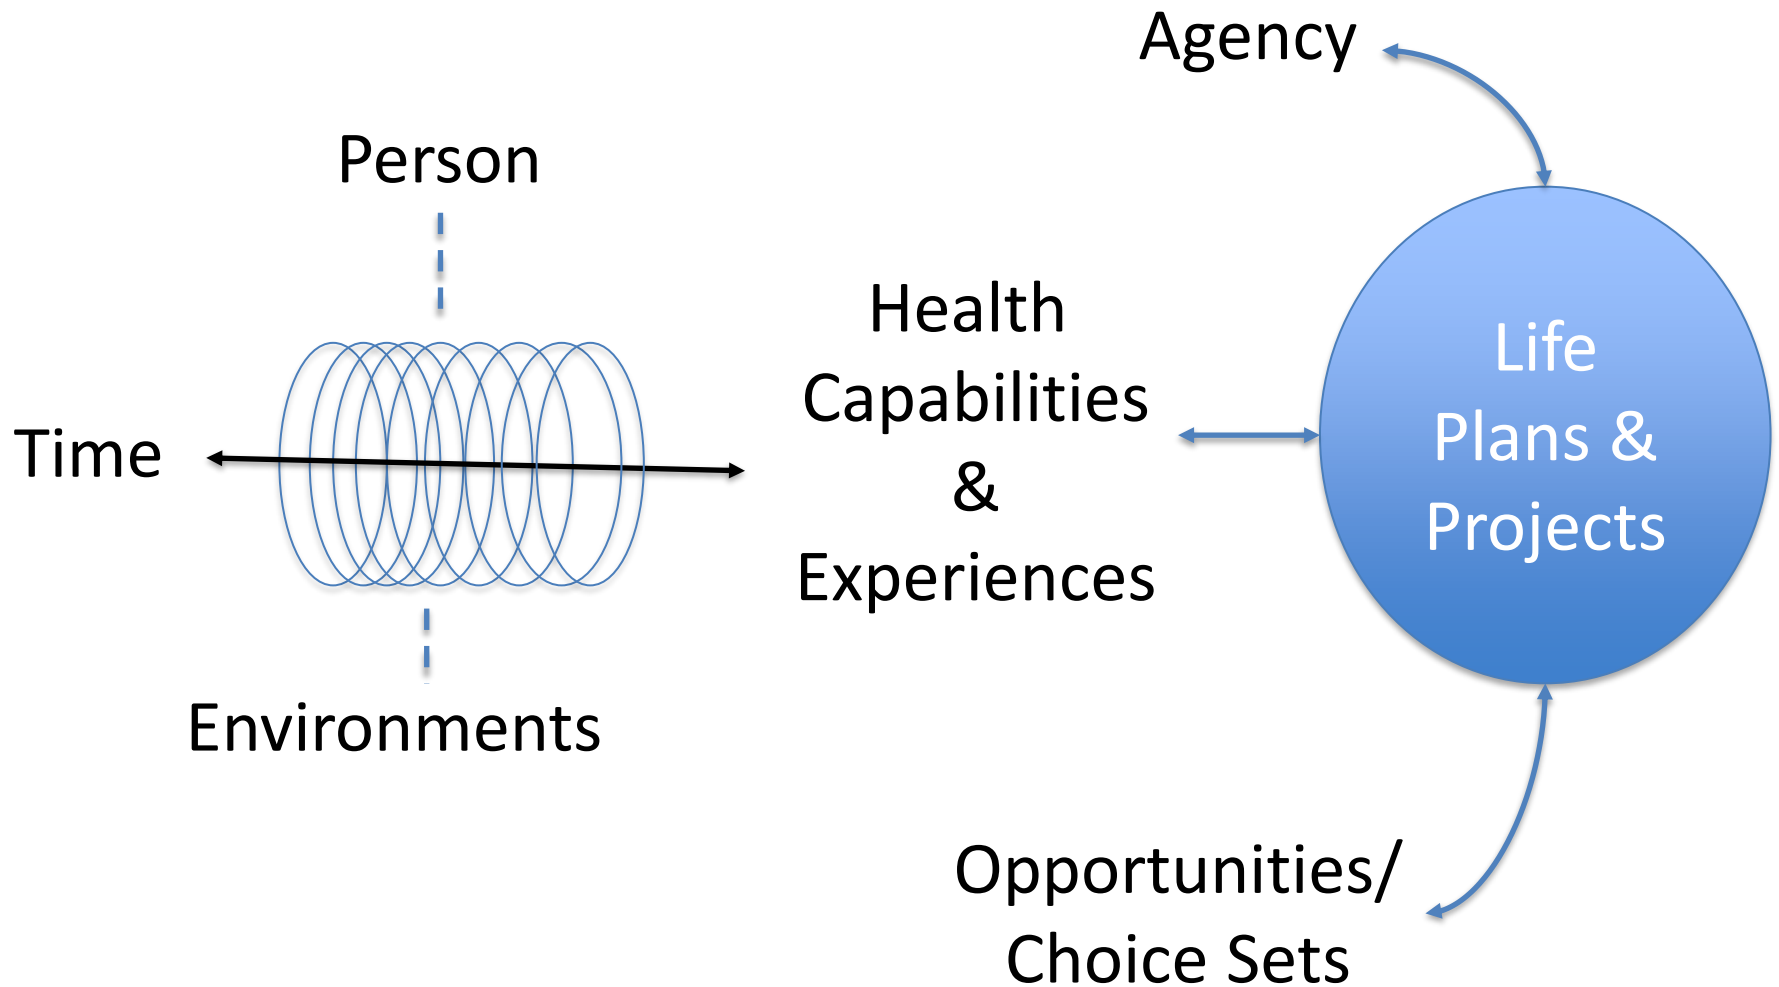 Agency
Person
Health
Capabilities
&
Experiences
Life
Plans &
Projects
Time
Environments
Opportunities/
Choice Sets